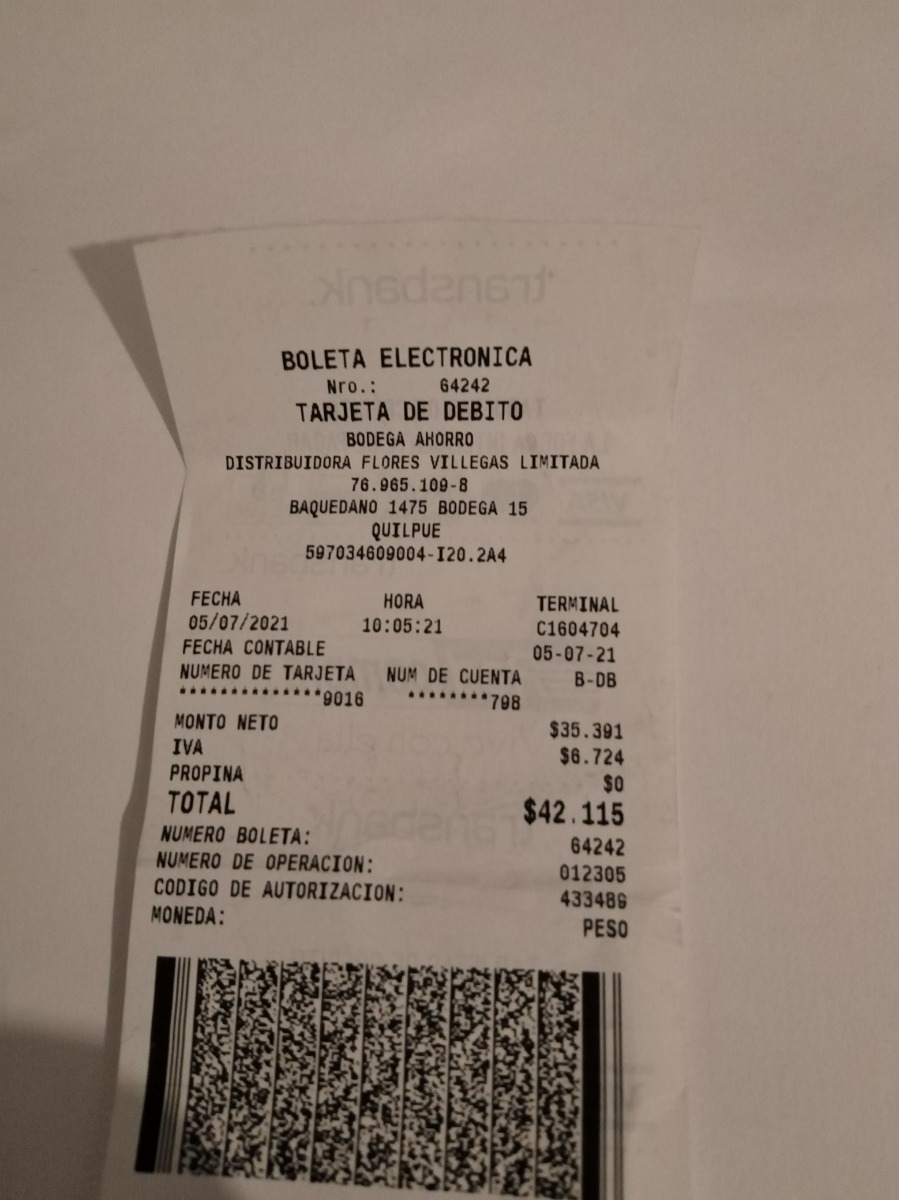 transbank.
BOLETA ELECTRONICA
Nro.: 64242
TARJETA DE DEBITO
BODEGA AHORRO
DISTRIBUIDORA FLORES VILLEGAS LIMITADA
76.965.109-8
BAQUEDANO 1475 BODEGA 15
QUILPUE
597034609004-I20.2A4
FECHA HORA TERMINAL
05/07/2021 10:05:21 C1604704
FECHA CONTABLE 05-07-21
NUMERO DE TARJETA NUM DE CUENTA B-DB
**************9016 ********798
MONTO NETO $35.391
IVA $6.724
PROPINA $0
TOTAL $42.115
NUMERO BOLETA: 64242
NUMERO DE OPERACION: 012305
CODIGO DE AUTORIZACION: 433489
MONEDA: PESO